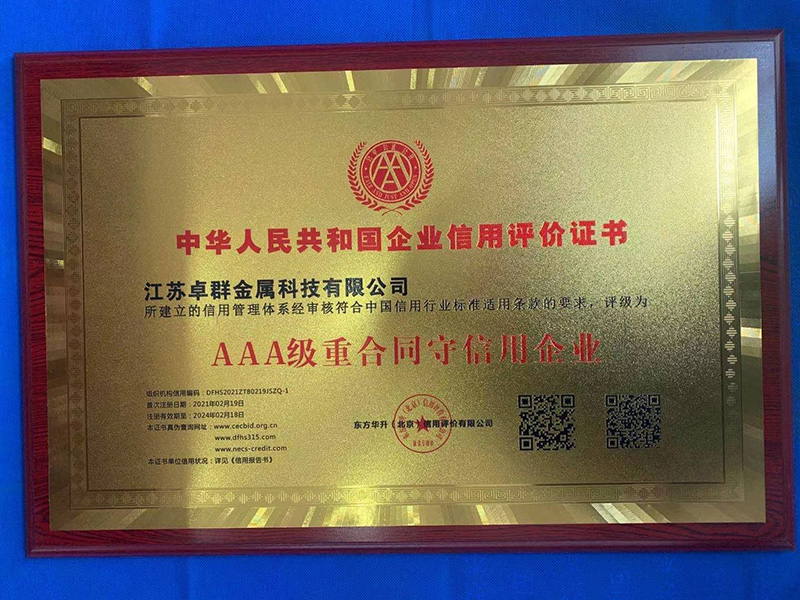 中华人民共和国企业信用评价证书
江苏卓群金属科技有限公司
所建立的信用管理体系经审核符合中国信用行业标准适用条款的要求，评级为
AAA级重合同守信用企业
组织机构信用编码：DFHS2021ZTB0219JSZQ-1
首次注册日期：2021年02月19日
注册有效期至：2024年02月18日
本证书真伪查询网址：www.cecbid.org.cn
www.dfhs315.com
www.necs-credit.com
本证书单位信用状况：详见《信用报告书》
东方华升（北京）信用评价有限公司